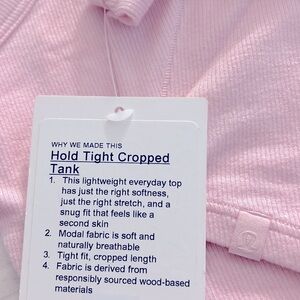 WHY WE MADE THIS
Hold Tight Cropped
Tank
1. This lightweight everyday top
has just the right softness,
just the right stretch, and a
snug fit that feels like a
second skin
2. Modal fabric is soft and
naturally breathable
3. Tight fit, cropped length
4. Fabric is derived from
responsibly sourced wood-based
materials